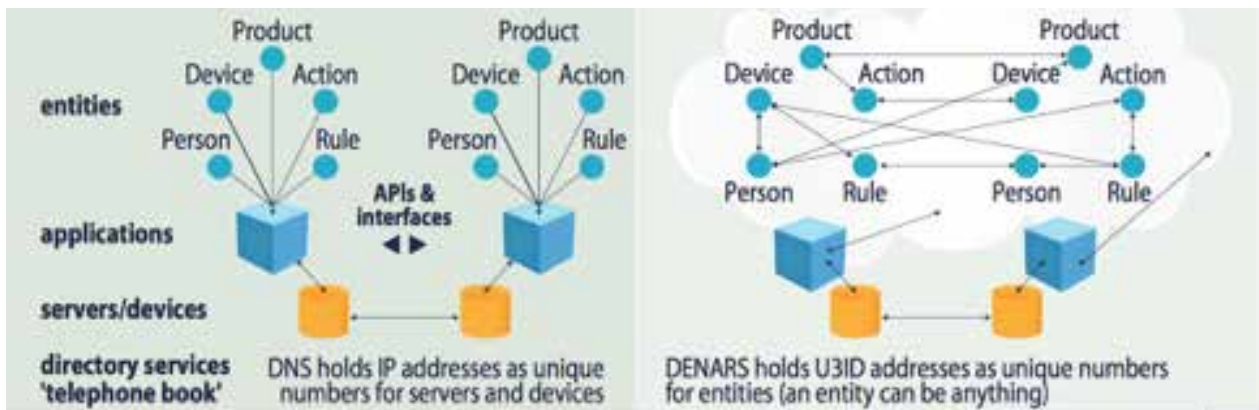 Product
Device Action
Person Rule
Product
Device Action
Person Rule
entities
APIs &
interfaces
applications
servers/devices
directory services
'telephone book'
DNS holds IP addresses as unique
numbers for servers and devices
Product Product
Device Action Device Action
Person Rule Person Rule
DENARS holds U3ID addresses as unique numbers
for entities (an entity can be anything)